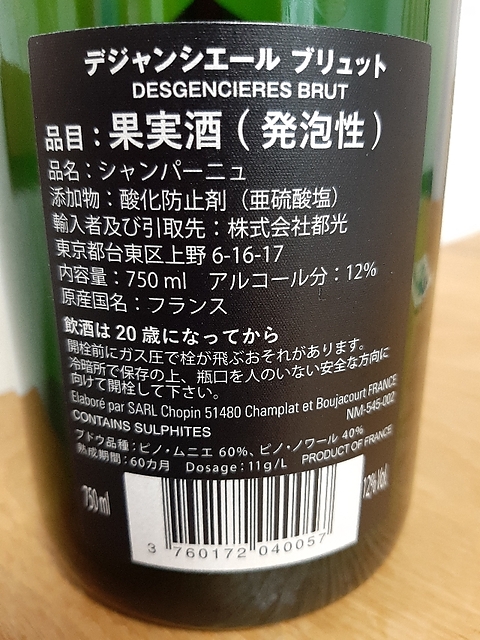 デジャンシエール ブリュット
DESGENCIERES BRUT
品目：果実酒（発泡性）
品名：シャンパーニュ
添加物：酸化防止剤（亜硫酸塩）
輸入者及び引取先：株式会社都光
東京都台東区上野 6-16-17
内容量：750 ml アルコール分：12%
原産国名：フランス
飲酒は 20 歳になってから
開栓前にガス圧で栓が飛ぶおそれがあります。
冷暗所で保存の上、瓶口を人のいない安全な方向に
向けて開栓して下さい。
Elaboré par SARL Chopin 51480 Champlat et Boujacourt FRANCE
NM-545-002
CONTAINS SULPHITES
ブドウ品種：ピノ・ムニエ 60%、ピノ・ノワール 40%
熟成期間：60カ月 Dosage：11g/L PRODUCT OF FRANCE
750 ml
12% Vol.
3 760172 040057